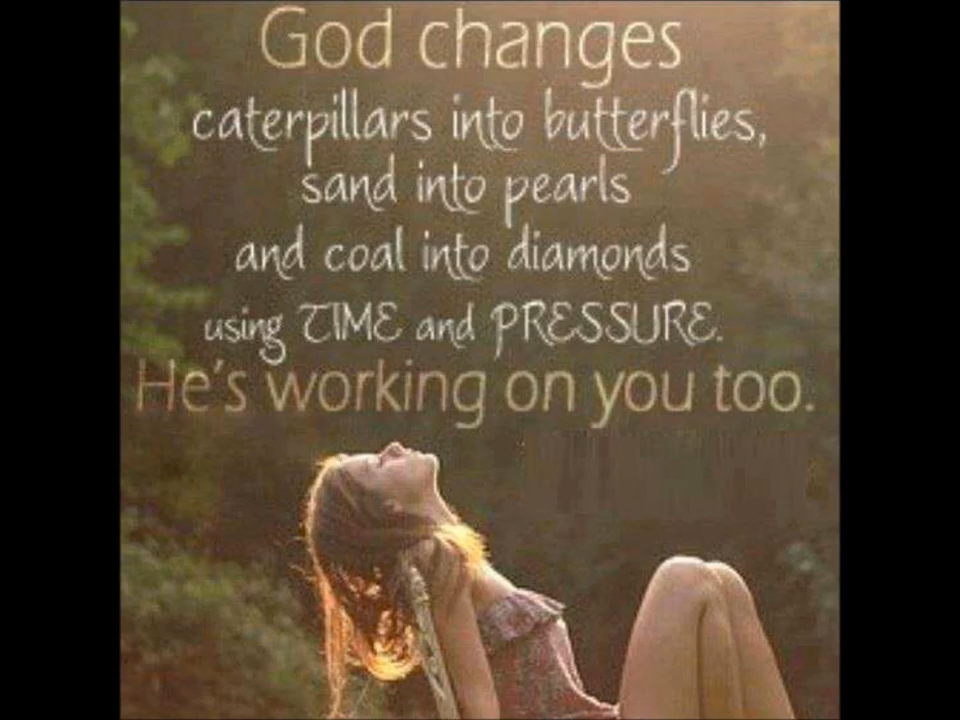 God changes
caterpillars into butterflies,
sand into pearls
and coal into diamonds
using TIME and PRESSURE.
He's working on you too.